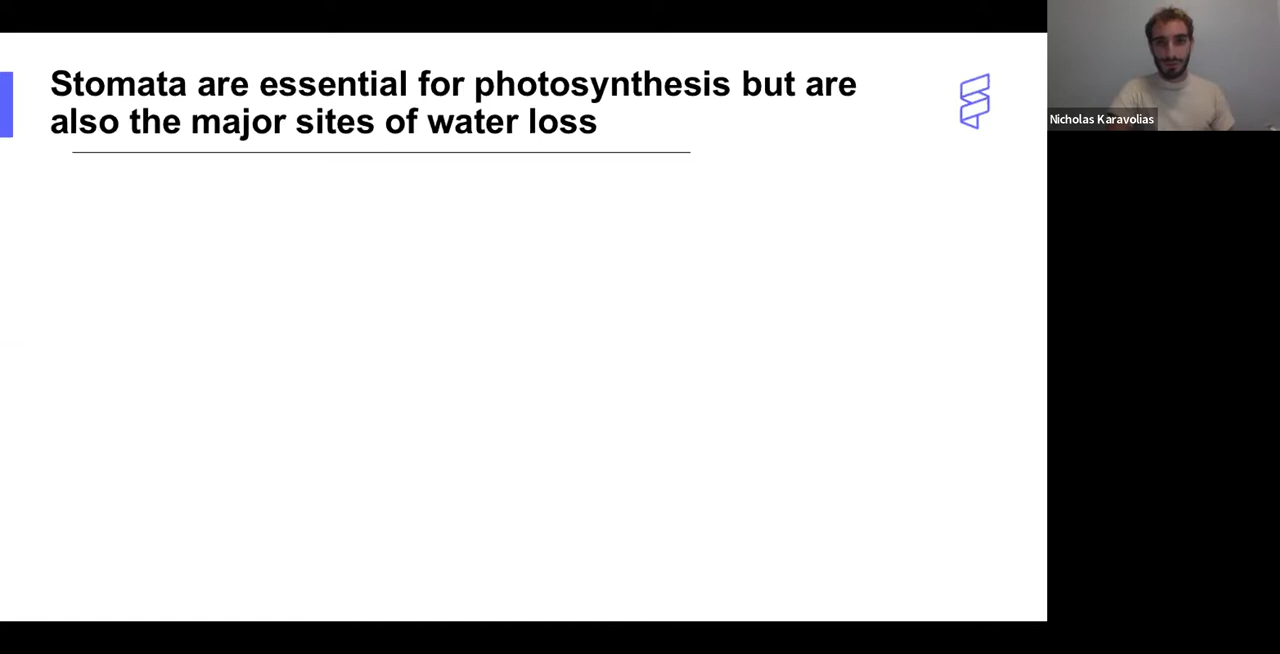 Stomata are essential for photosynthesis but are
also the major sites of water loss
Nicholas Karavolias